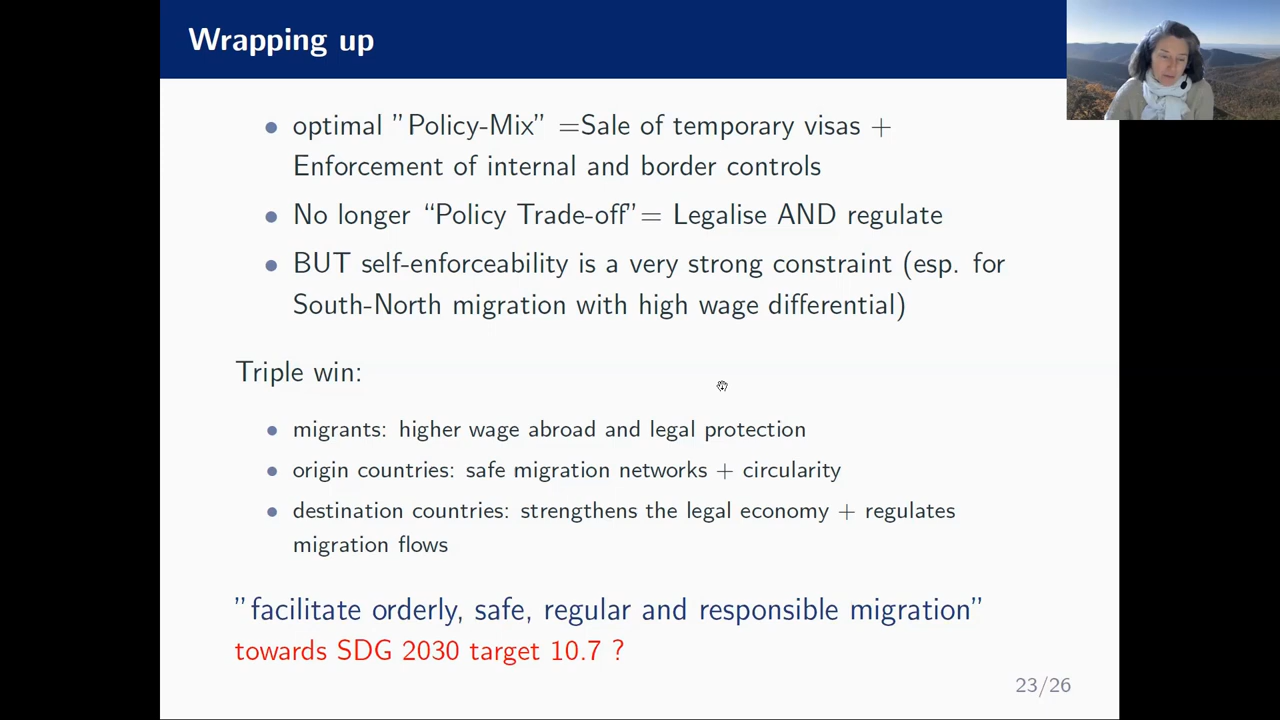 Wrapping up
• optimal ”Policy-Mix” =Sale of temporary visas +
Enforcement of internal and border controls
• No longer “Policy Trade-off”= Legalise AND regulate
• BUT self-enforceability is a very strong constraint (esp. for
South-North migration with high wage differential)
Triple win:
• migrants: higher wage abroad and legal protection
• origin countries: safe migration networks + circularity
• destination countries: strengthens the legal economy + regulates
migration flows
”facilitate orderly, safe, regular and responsible migration”
towards SDG 2030 target 10.7 ?
23/26